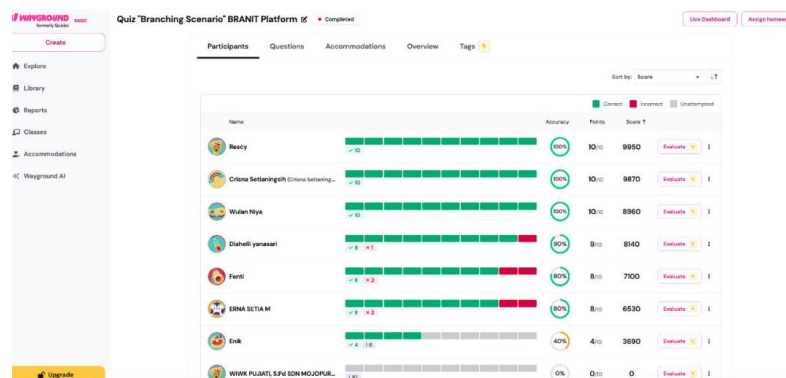 WAYGROUND BASIC
formerly Quizizz
Create
Explore
Library
Reports
Classes
Accommodations
Wayground AI
Upgrade
Quiz "Branching Scenario" BRANIT Platform Completed
Live Dashboard Assign homew
Participants Questions Accommodations Overview Tags
Sort by: Score
Correct Incorrect Unattempted
Name Accuracy Points Score ↑
Rescy 100% 10/10 9950 Evaluate
✓ 10
Crisna Setianingsih (Crisna Setianing... 100% 10/10 9870 Evaluate
✓ 10
Wulan Niya 100% 10/10 8960 Evaluate
✓ 10
Diahelli yanasari 90% 9/10 8140 Evaluate
✓ 9 × 1
Fenti 80% 8/10 7100 Evaluate
✓ 8 × 2
ERNA SETIA M 80% 8/10 6530 Evaluate
✓ 8 × 2
Enik 40% 4/10 3690 Evaluate
✓ 4 ! 6
WIWK PUJIATI, S.Pd SDN MOJOPUR... 0% 0/10 0 Evaluate
! 10